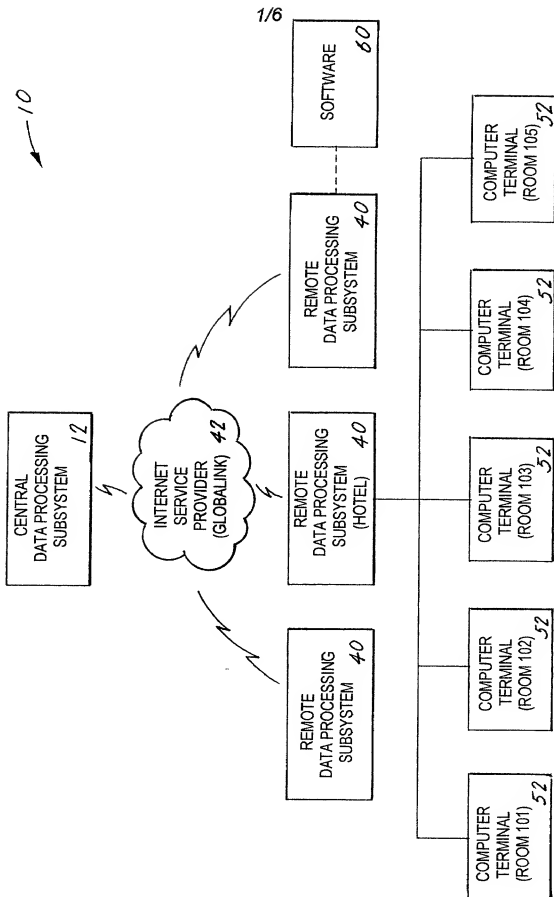 1/6
10
CENTRAL
DATA PROCESSING
SUBSYSTEM
12
INTERNET
SERVICE
PROVIDER
(GLOBALINK)
42
REMOTE
DATA PROCESSING
SUBSYSTEM
40
REMOTE
DATA PROCESSING
SUBSYSTEM
(HOTEL)
40
REMOTE
DATA PROCESSING
SUBSYSTEM
40
SOFTWARE
60
COMPUTER
TERMINAL
(ROOM 101)
52
COMPUTER
TERMINAL
(ROOM 102)
52
COMPUTER
TERMINAL
(ROOM 103)
52
COMPUTER
TERMINAL
(ROOM 104)
52
COMPUTER
TERMINAL
(ROOM 105)
52